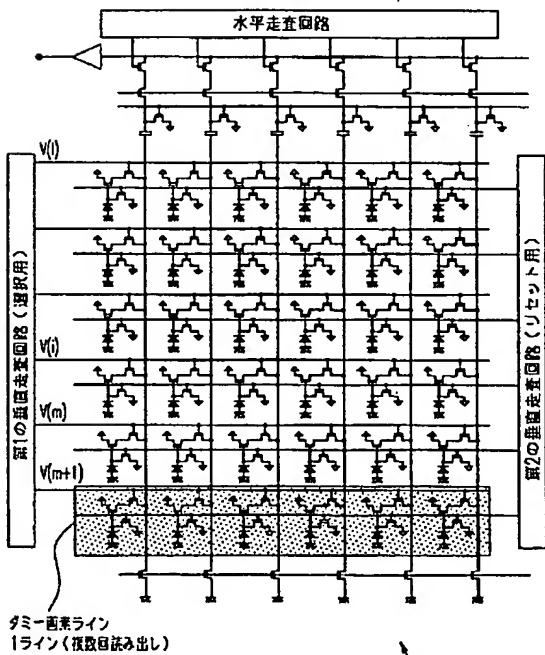 水平走査回路
V(1)
第1の垂直走査回路(選択用)
第2の垂直走査回路(リセット用)
V(i)
V(m)
V(m+1)
ダミー画素ライン
1ライン(複数回読み出し)